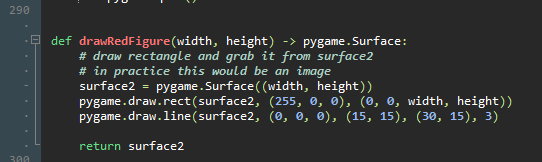 290
def drawRedFigure(width, height) -> pygame.Surface:
# draw rectangle and grab it from surface2
# in practice this would be an image
surface2 = pygame.Surface((width, height))
pygame.draw.rect(surface2, (255, 0, 0), (0, 0, width, height))
pygame.draw.line(surface2, (0, 0, 0), (15, 15), (30, 15), 3)
return surface2
300